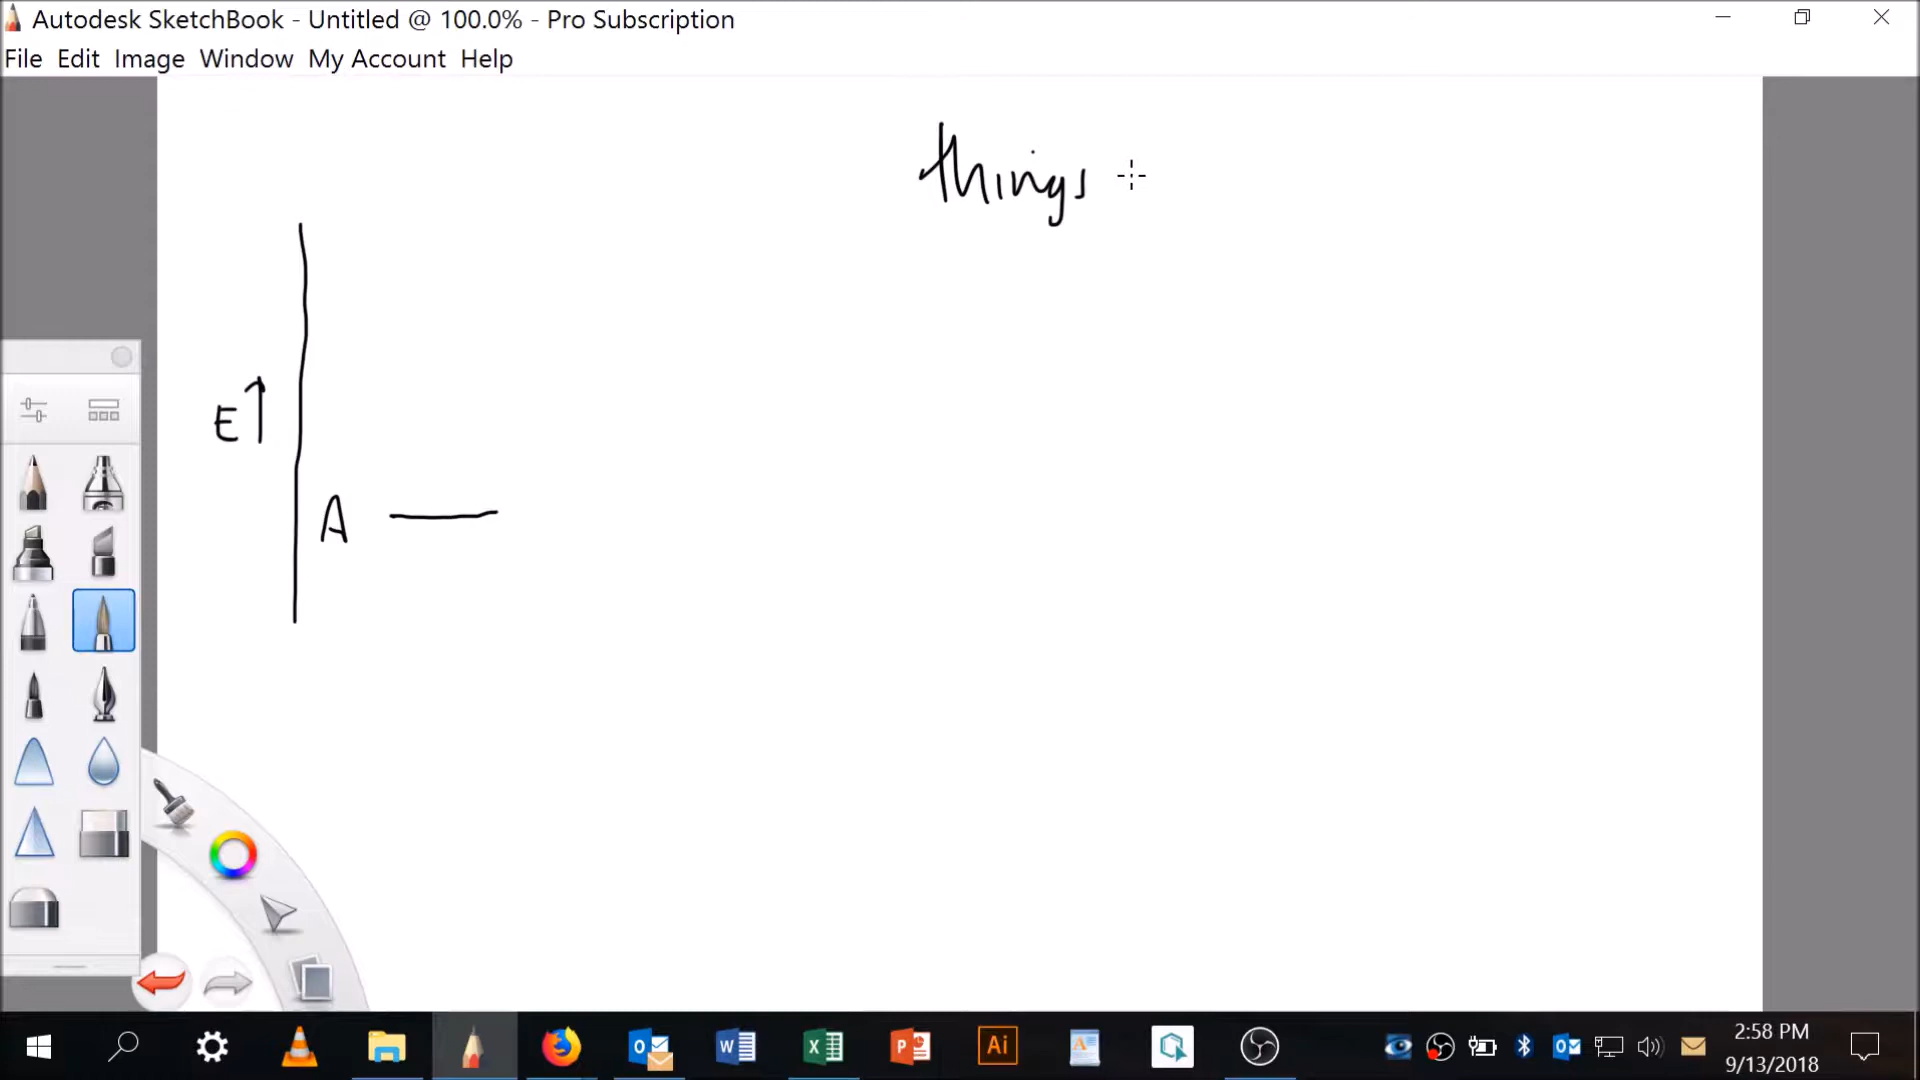 Autodesk SketchBook - Untitled @ 100.0% - Pro Subscription
File Edit Image Window My Account Help
things
E↑
A
2:58 PM
9/13/2018